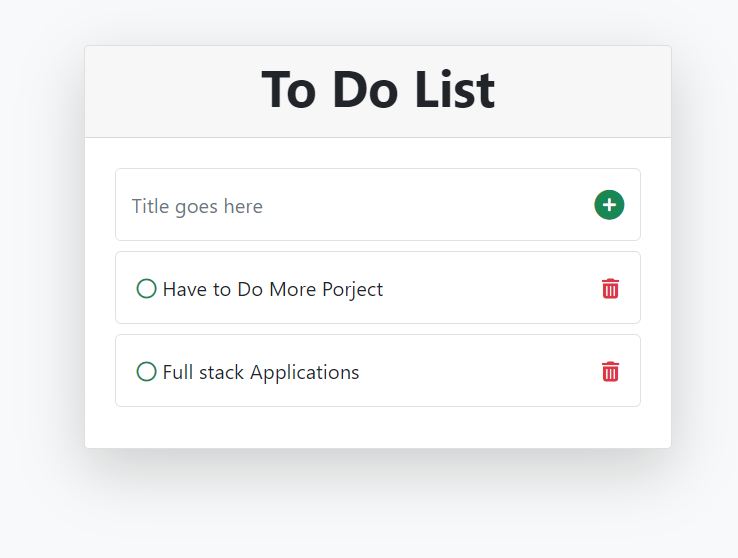 To Do List
Title goes here
Have to Do More Porject
Full stack Applications